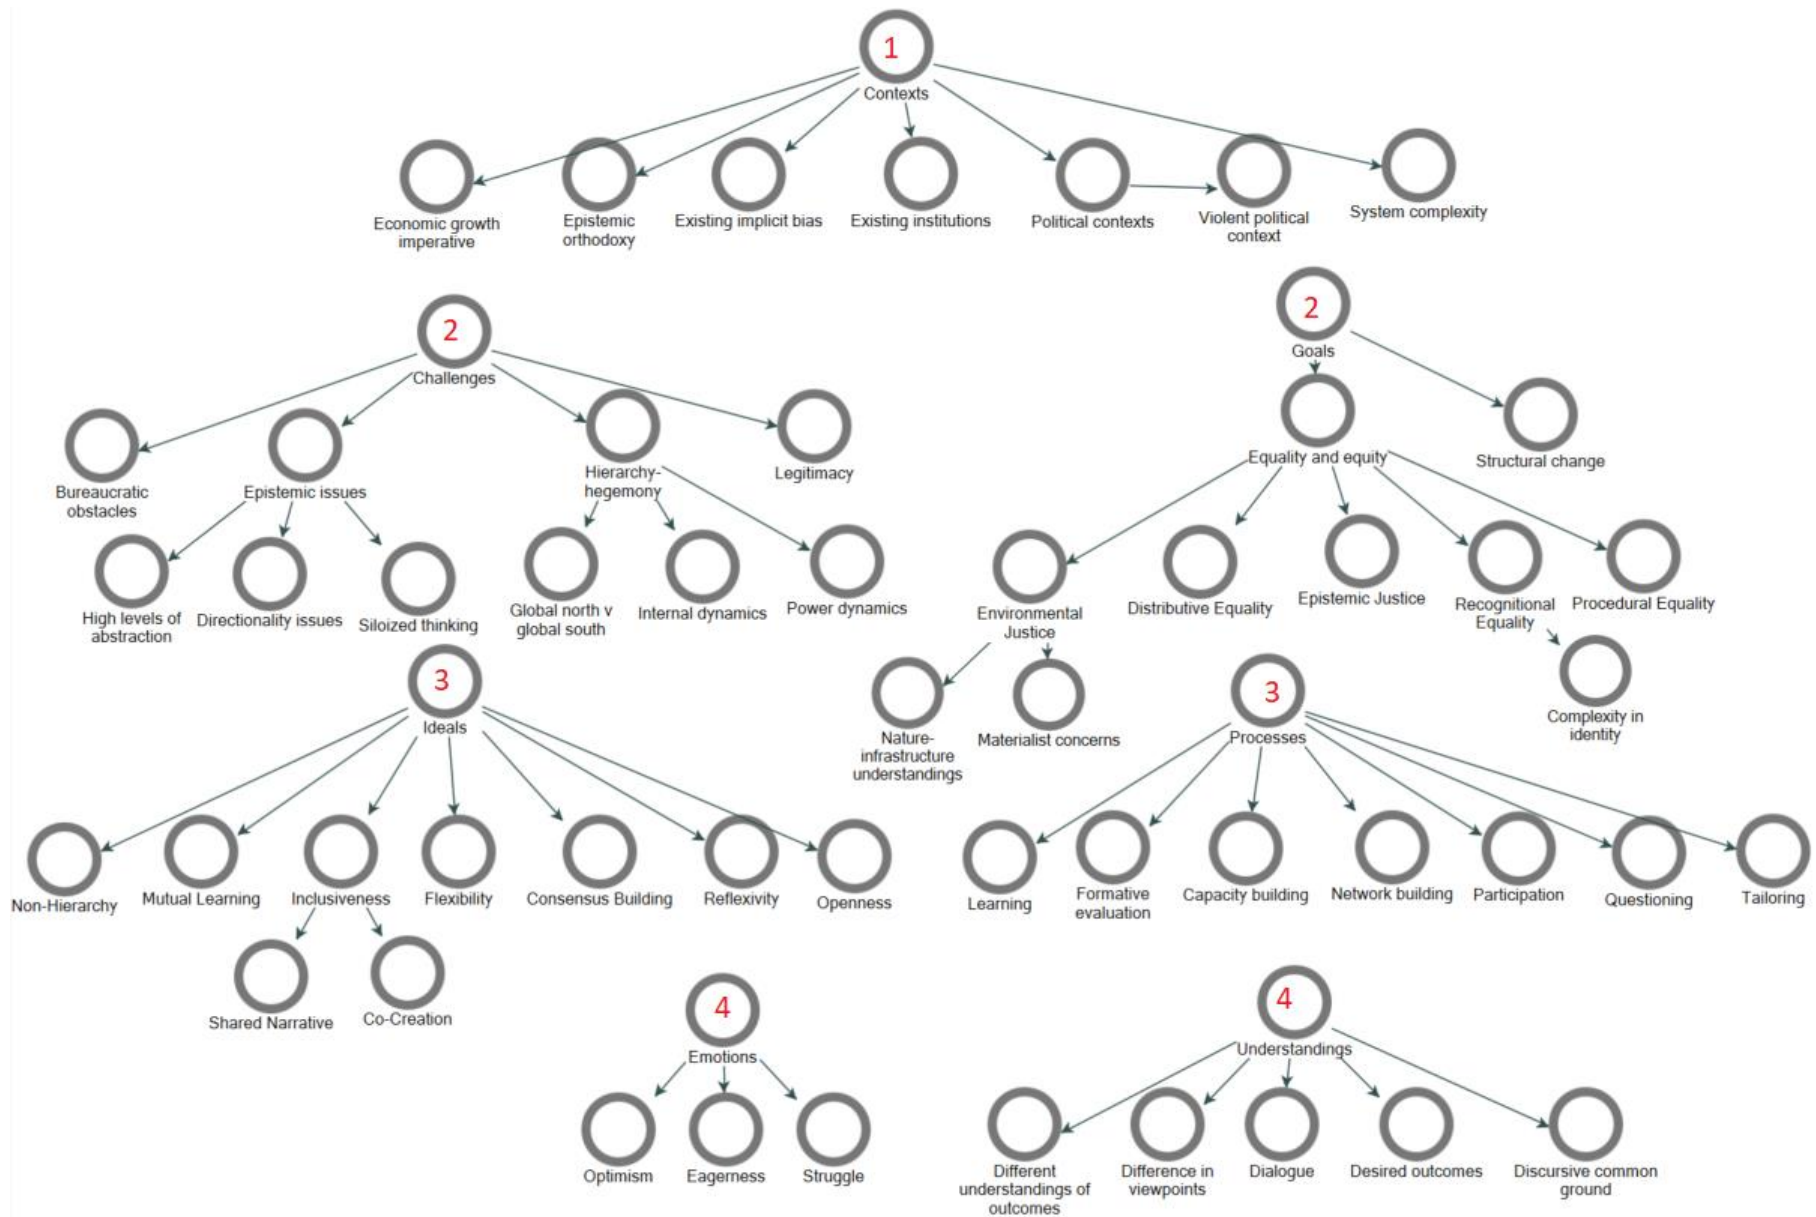 1
Contexts
Economic growth
imperative
Epistemic
orthodoxy
Existing implicit bias
Existing institutions
Political contexts
Violent political
context
System complexity
2
Challenges
Bureaucratic
obstacles
Epistemic issues
Hierarchy-
hegemony
Legitimacy
High levels of
abstraction
Directionality issues
Siloized thinking
Global north v
global south
Internal dynamics
Power dynamics
2
Goals
Equality and equity
Structural change
Environmental
Justice
Distributive Equality
Epistemic Justice
Recognitional
Equality
Procedural Equality
Nature-
infrastructure
understandings
Materialist concerns
Complexity in
identity
3
Ideals
Non-Hierarchy
Mutual Learning
Inclusiveness
Flexibility
Consensus Building
Reflexivity
Openness
Shared Narrative
Co-Creation
3
Processes
Learning
Formative
evaluation
Capacity building
Network building
Participation
Questioning
Tailoring
4
Emotions
Optimism
Eagerness
Struggle
4
Understandings
Different
understandings of
outcomes
Difference in
viewpoints
Dialogue
Desired outcomes
Discursive common
ground